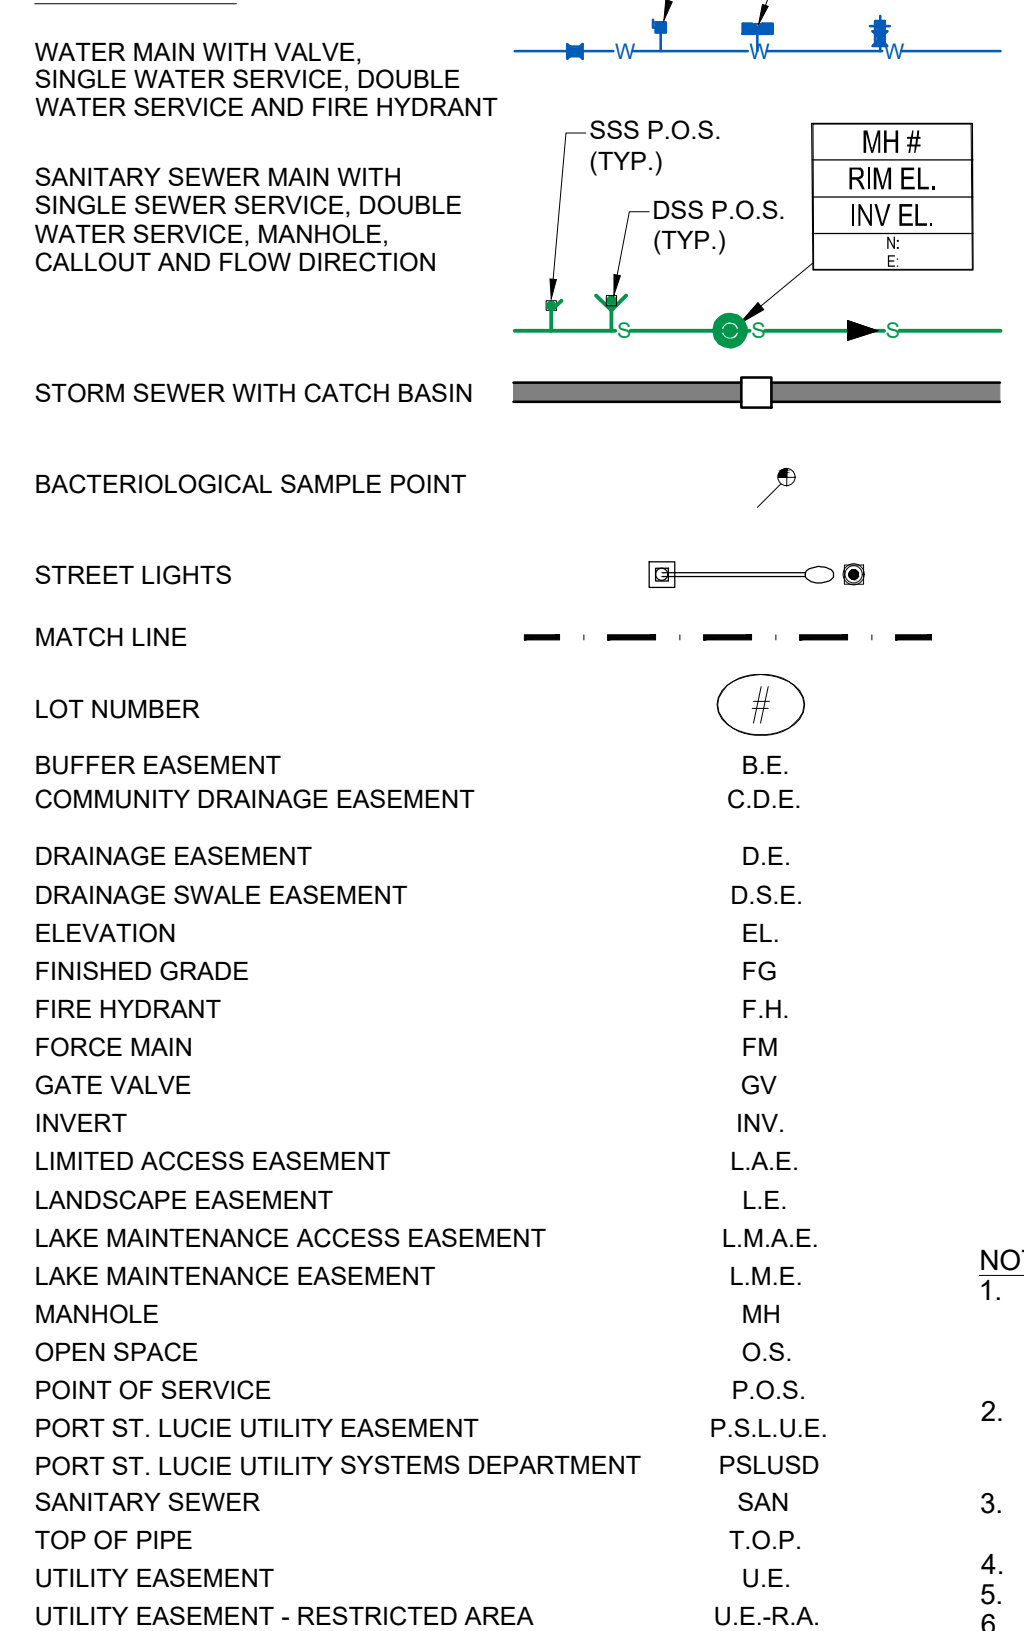 WATER MAIN WITH VALVE,
SINGLE WATER SERVICE, DOUBLE
WATER SERVICE AND FIRE HYDRANT
W W W
SSS P.O.S.
(TYP.)
DSS P.O.S.
(TYP.)
MH #
RIM EL.
INV EL.
N:
E:
SANITARY SEWER MAIN WITH
SINGLE SEWER SERVICE, DOUBLE
WATER SERVICE, MANHOLE,
CALLOUT AND FLOW DIRECTION
S S S
STORM SEWER WITH CATCH BASIN
BACTERIOLOGICAL SAMPLE POINT
STREET LIGHTS
MATCH LINE
LOT NUMBER #
BUFFER EASEMENT B.E.
COMMUNITY DRAINAGE EASEMENT C.D.E.
DRAINAGE EASEMENT D.E.
DRAINAGE SWALE EASEMENT D.S.E.
ELEVATION EL.
FINISHED GRADE FG
FIRE HYDRANT F.H.
FORCE MAIN FM
GATE VALVE GV
INVERT INV.
LIMITED ACCESS EASEMENT L.A.E.
LANDSCAPE EASEMENT L.E.
LAKE MAINTENANCE ACCESS EASEMENT L.M.A.E.
LAKE MAINTENANCE EASEMENT L.M.E.
MANHOLE MH
OPEN SPACE O.S.
POINT OF SERVICE P.O.S.
PORT ST. LUCIE UTILITY EASEMENT P.S.L.U.E.
PORT ST. LUCIE UTILITY SYSTEMS DEPARTMENT PSLUSD
SANITARY SEWER SAN
TOP OF PIPE T.O.P.
UTILITY EASEMENT U.E.
UTILITY EASEMENT - RESTRICTED AREA U.E.-R.A.
1.
2.
3.
4.
5.
6